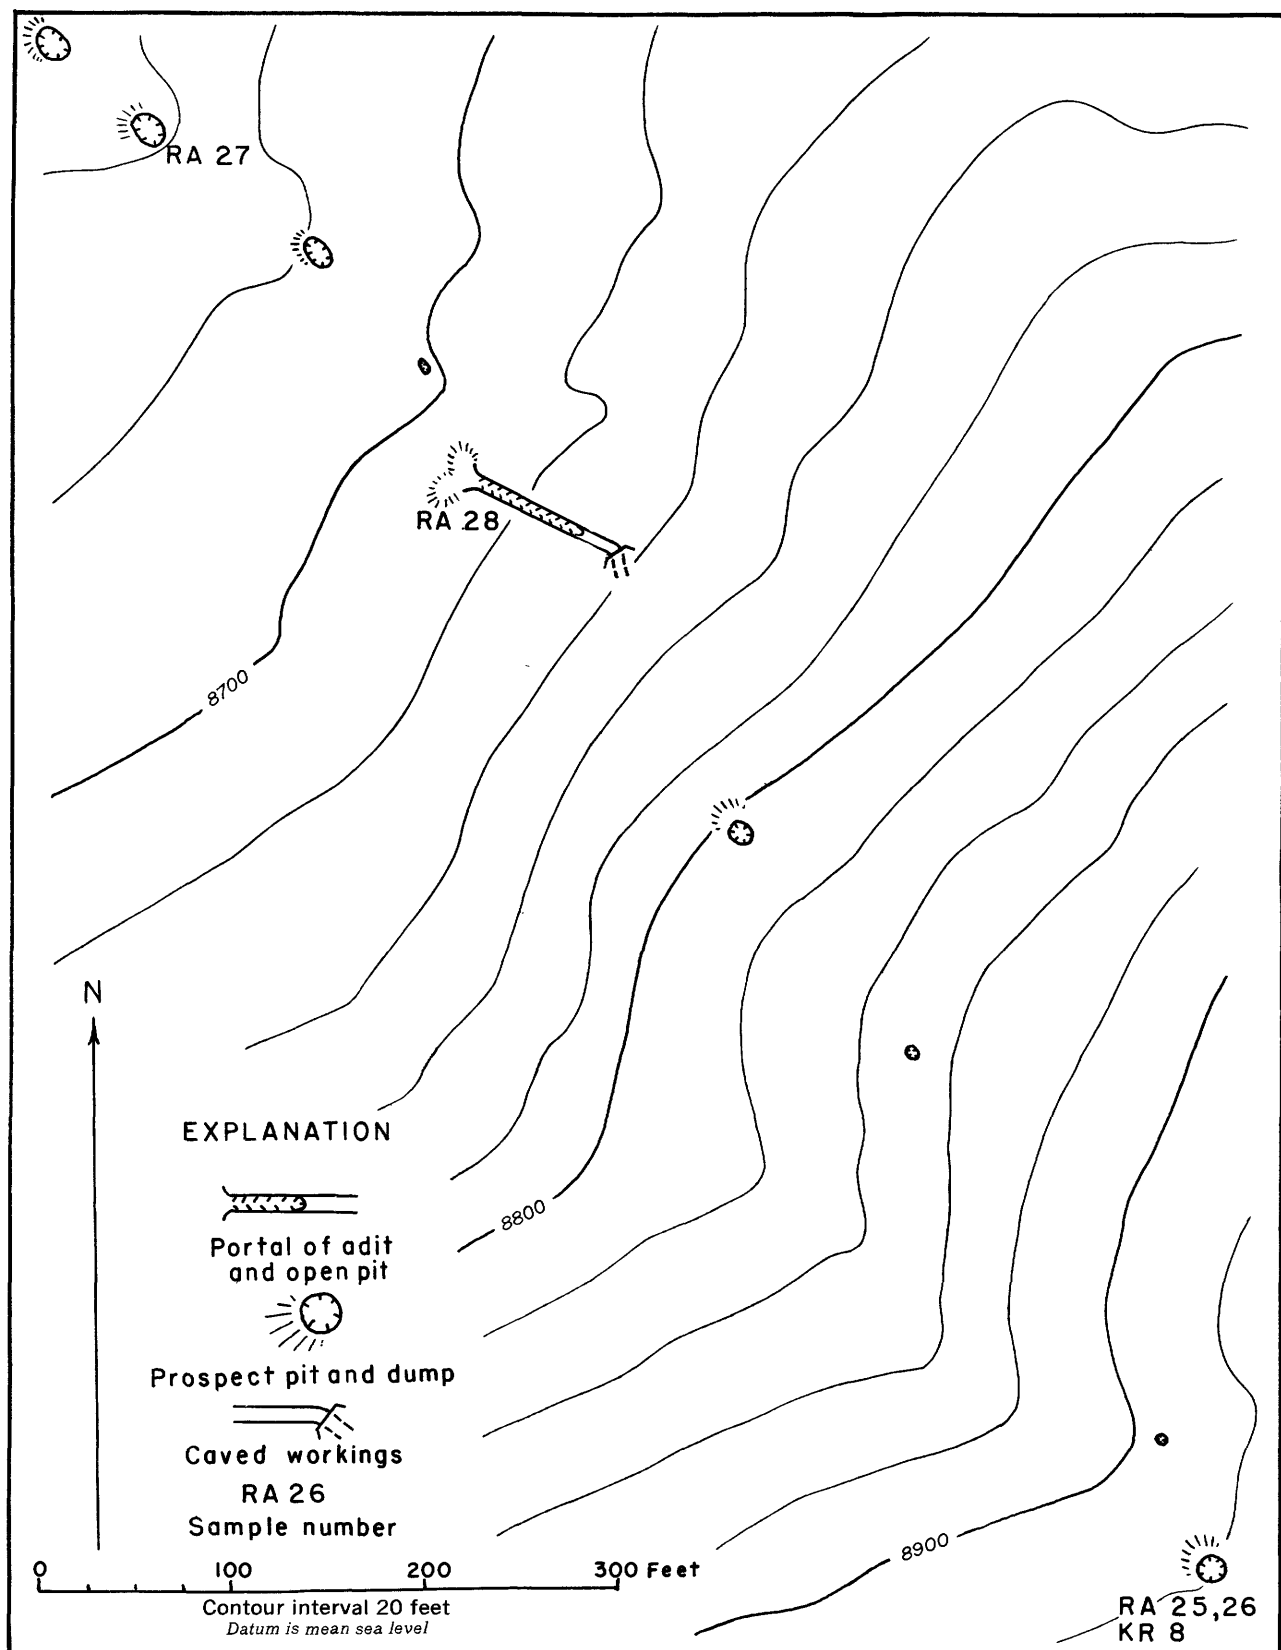 RA 27
RA 28
8700
N
8800
EXPLANATION
Portal of adit
and open pit
Prospect pit and dump
Caved workings
RA 26
Sample number
8900
0 100 200 300 Feet
Contour interval 20 feet
Datum is mean sea level
RA 25,26
KR 8